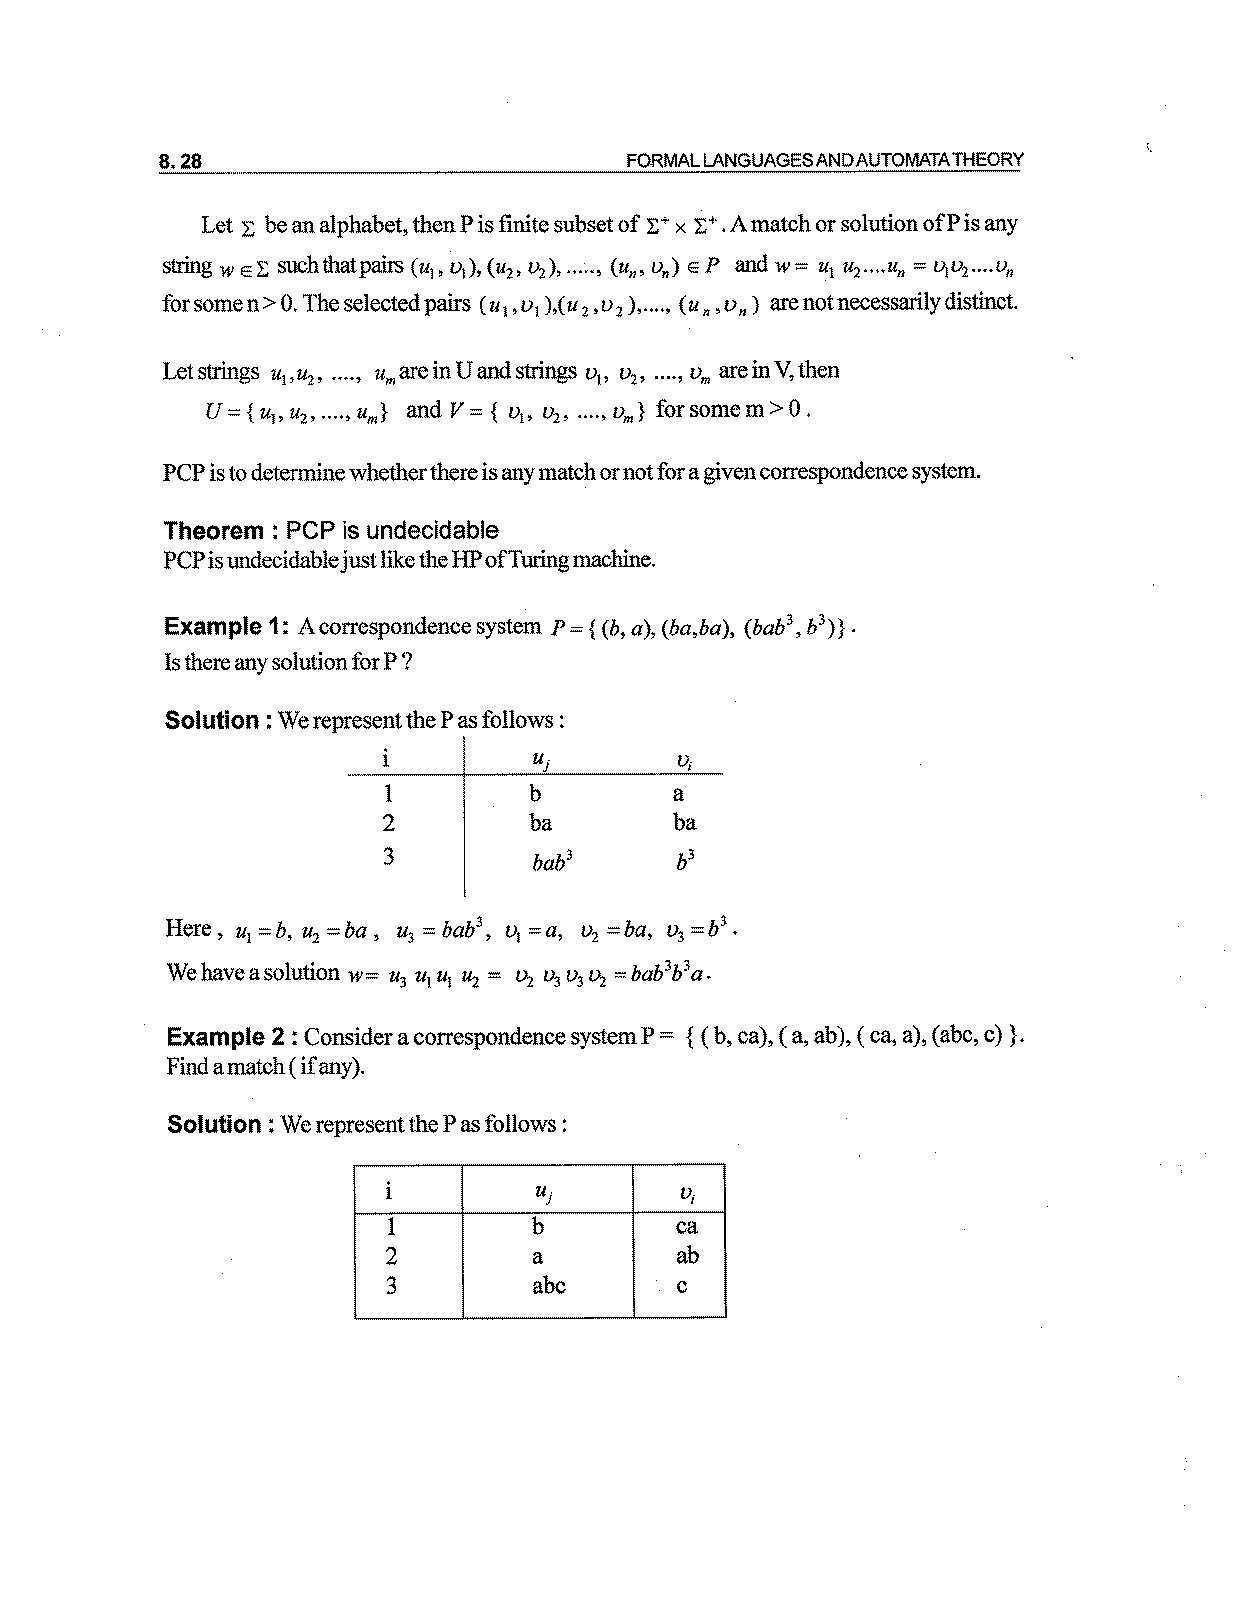 8. 28 FORMAL LANGUAGES AND AUTOMATA THEORY
Let Σ be an alphabet, then P is finite subset of Σ⁺ × Σ⁺. A match or solution of P is any
string w ∈ Σ such that pairs (u₁, υ₁), (u₂, υ₂), ....., (uₙ, υₙ) ∈ P and w = u₁ u₂....uₙ = υ₁υ₂....υₙ
for some n > 0. The selected pairs (u₁,υ₁),(u₂,υ₂),...., (uₙ,υₙ) are not necessarily distinct.
Let strings u₁,u₂, ...., uₘ are in U and strings υ₁, υ₂, ...., υₘ are in V, then
U = { u₁, u₂, ...., uₘ} and V = { υ₁, υ₂, ...., υₘ} for some m > 0 .
PCP is to determine whether there is any match or not for a given correspondence system.
Theorem : PCP is undecidable
PCP is undecidable just like the HP of Turing machine.
Example 1: A correspondence system P = { (b, a), (ba,ba), (bab³, b³)} .
Is there any solution for P ?
Solution : We represent the P as follows :
i uⱼ υᵢ
1 b a
2 ba ba
3 bab³ b³
Here , u₁ = b, u₂ = ba , u₃ = bab³, υ₁ = a, υ₂ = ba, υ₃ = b³ .
We have a solution w = u₃ u₁ u₁ u₂ = υ₂ υ₃ υ₃ υ₂ = bab³b³a .
Example 2 : Consider a correspondence system P = { ( b, ca), ( a, ab), ( ca, a), (abc, c) }.
Find a match ( if any).
Solution : We represent the P as follows :
i uⱼ υᵢ
1 b ca
2 a ab
3 abc c